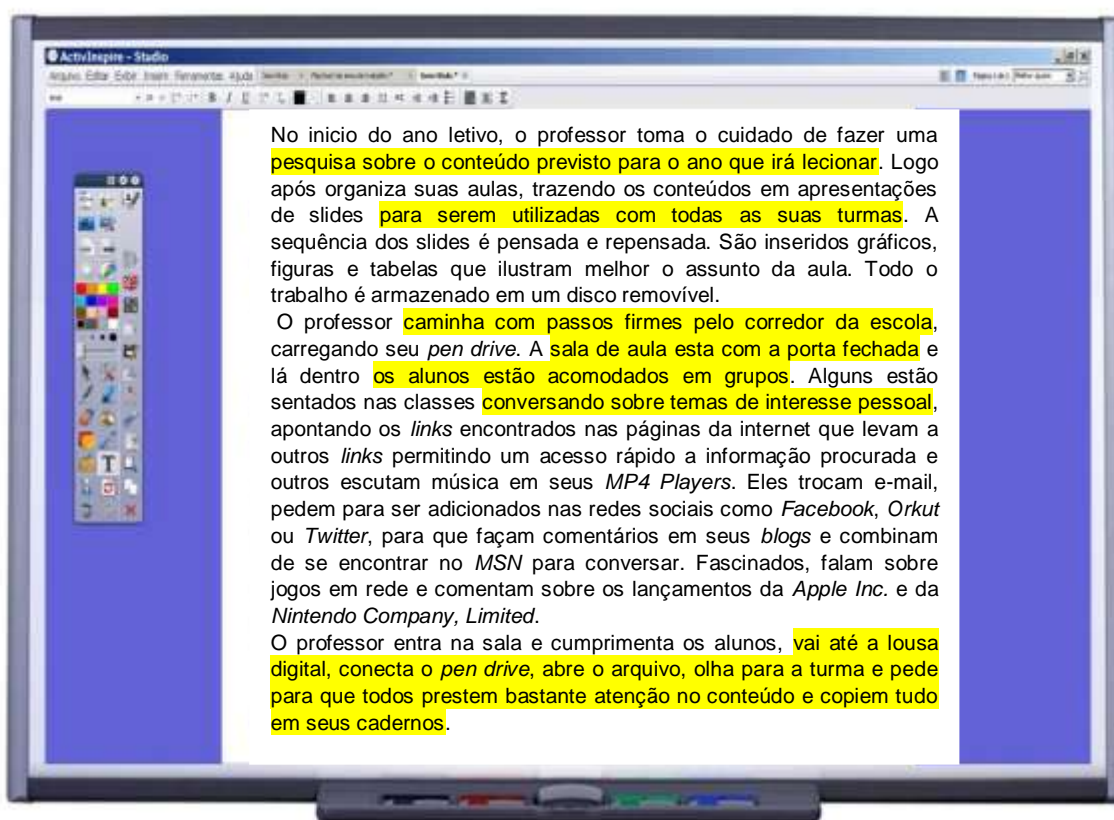 ActivInspire - Studio
Arquivo Editar Exibir Inserir Ferramentas Ajuda
No inicio do ano letivo, o professor toma o cuidado de fazer uma
pesquisa sobre o conteúdo previsto para o ano que irá lecionar. Logo
após organiza suas aulas, trazendo os conteúdos em apresentações
de slides para serem utilizadas com todas as suas turmas. A
sequência dos slides é pensada e repensada. São inseridos gráficos,
figuras e tabelas que ilustram melhor o assunto da aula. Todo o
trabalho é armazenado em um disco removível.
O professor caminha com passos firmes pelo corredor da escola,
carregando seu pen drive. A sala de aula esta com a porta fechada e
lá dentro os alunos estão acomodados em grupos. Alguns estão
sentados nas classes conversando sobre temas de interesse pessoal,
apontando os links encontrados nas páginas da internet que levam a
outros links permitindo um acesso rápido a informação procurada e
outros escutam música em seus MP4 Players. Eles trocam e-mail,
pedem para ser adicionados nas redes sociais como Facebook, Orkut
ou Twitter, para que façam comentários em seus blogs e combinam
de se encontrar no MSN para conversar. Fascinados, falam sobre
jogos em rede e comentam sobre os lançamentos da Apple Inc. e da
Nintendo Company, Limited.
O professor entra na sala e cumprimenta os alunos, vai até a lousa
digital, conecta o pen drive, abre o arquivo, olha para a turma e pede
para que todos prestem bastante atenção no conteúdo e copiem tudo
em seus cadernos.